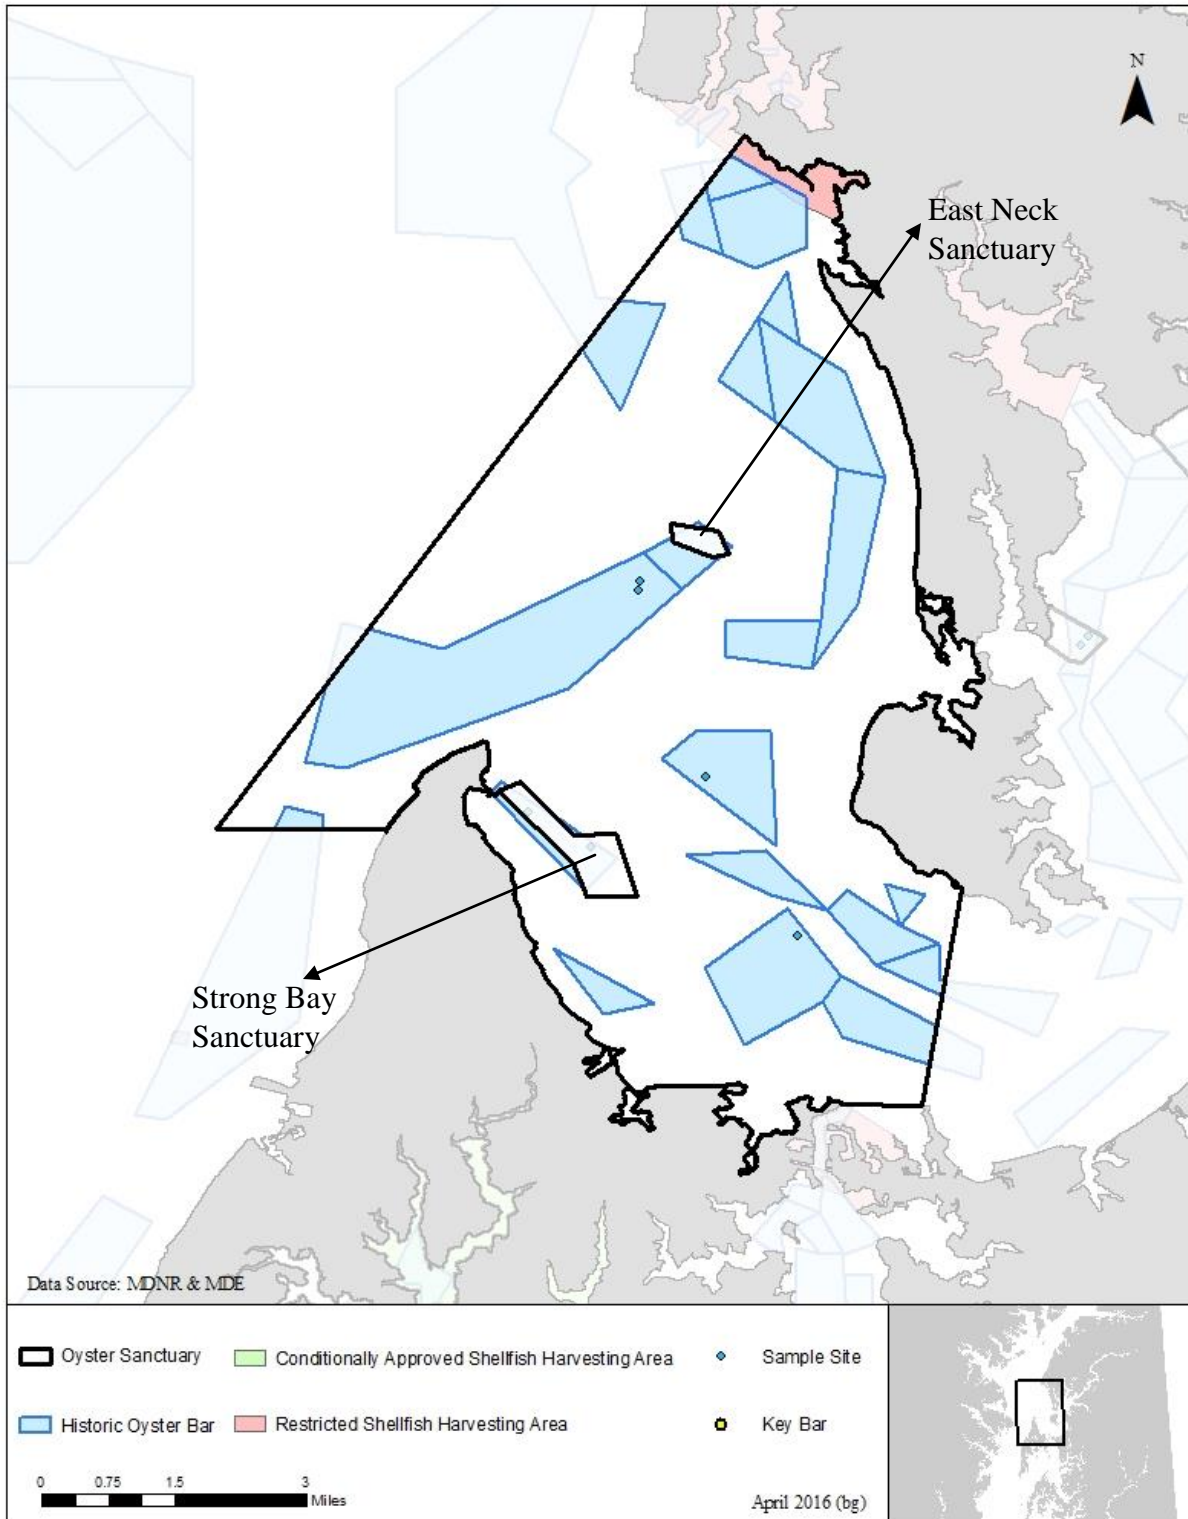 N
East Neck
Sanctuary
Strong Bay
Sanctuary
Data Source: MDNR & MDE
Oyster Sanctuary
Conditionally Approved Shellfish Harvesting Area
Sample Site
Historic Oyster Bar
Restricted Shellfish Harvesting Area
Key Bar
0 0.75 1.5 3
Miles
April 2016 (bg)